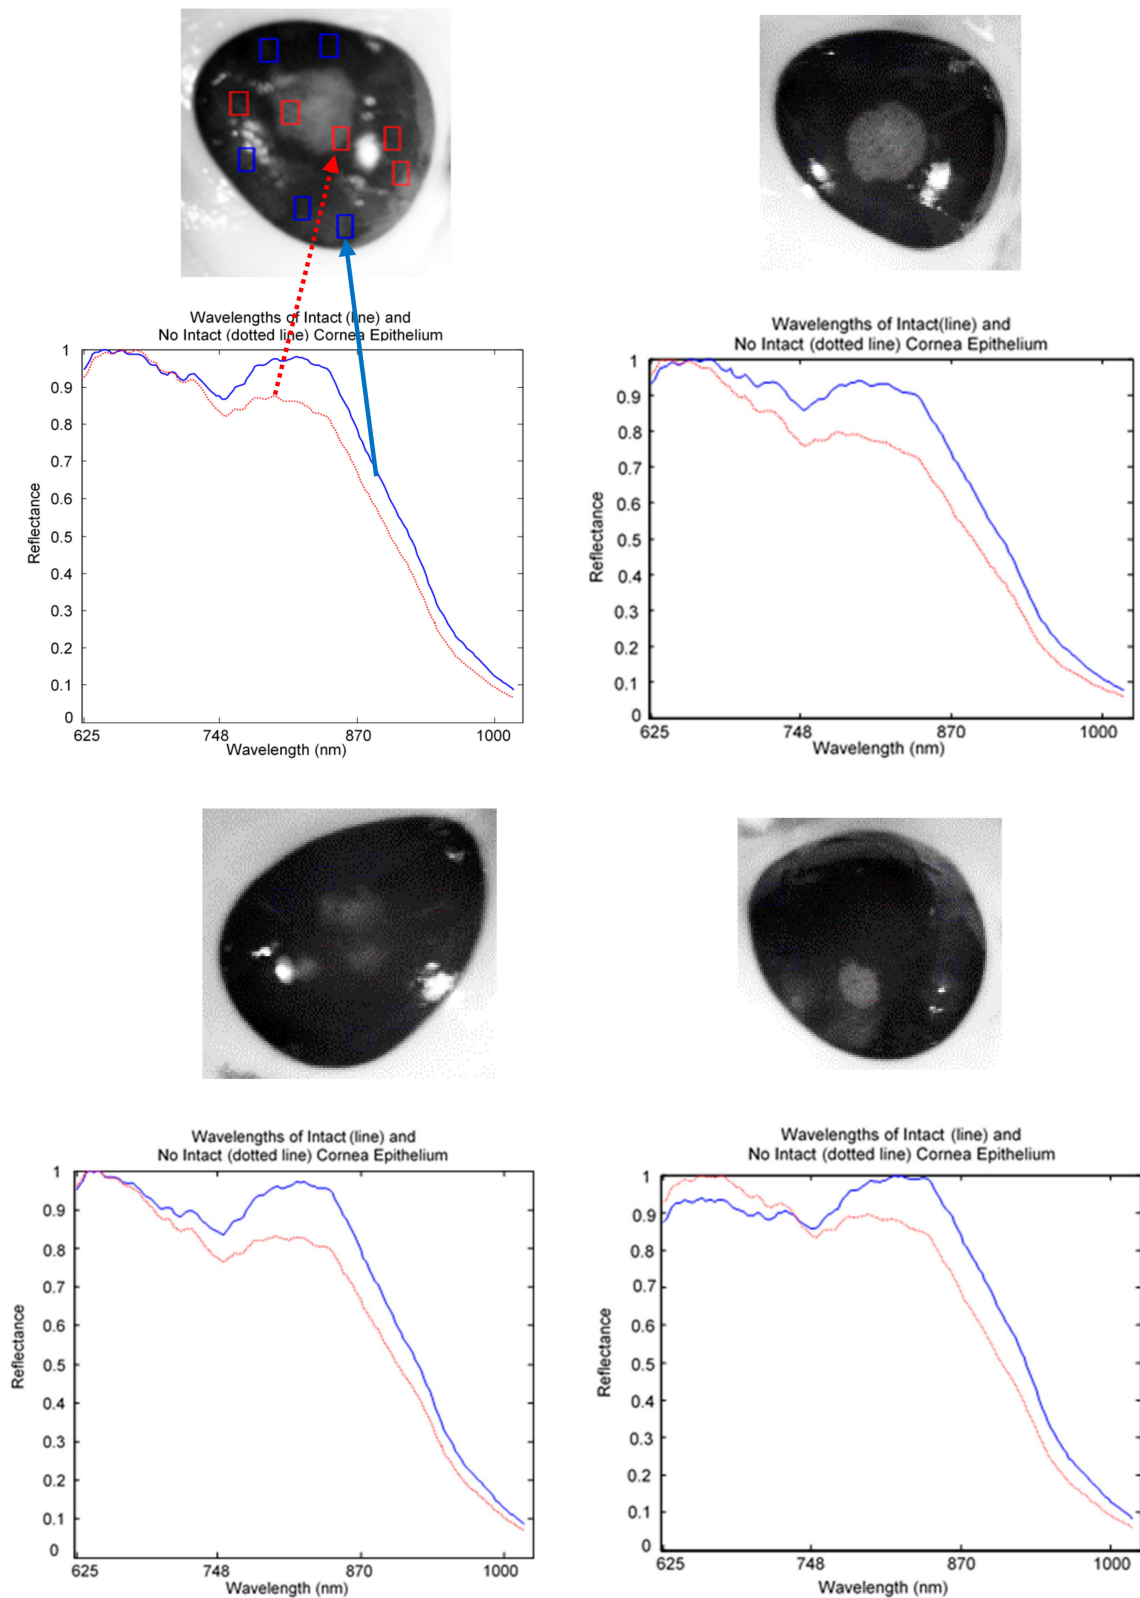 Wavelengths of Intact (line) and
No Intact (dotted line) Cornea Epithelium
1
0.9
0.8
0.7
0.6
0.5
0.4
0.3
0.2
0.1
0
Reflectance
625 748 870 1000
Wavelength (nm)
Wavelengths of Intact(line) and
No Intact (dotted line) Cornea Epithelium
1
0.9
0.8
0.7
0.6
0.5
0.4
0.3
0.2
0.1
0
Reflectance
625 748 870 1000
Wavelength (nm)
Wavelengths of Intact (line) and
No Intact (dotted line) Cornea Epithelium
1
0.9
0.8
0.7
0.6
0.5
0.4
0.3
0.2
0.1
0
Reflectance
625 748 870 1000
Wavelength (nm)
Wavelengths of Intact (line) and
No Intact (dotted line) Cornea Epithelium
1
0.9
0.8
0.7
0.6
0.5
0.4
0.3
0.2
0.1
0
Reflectance
625 748 870 1000
Wavelength (nm)